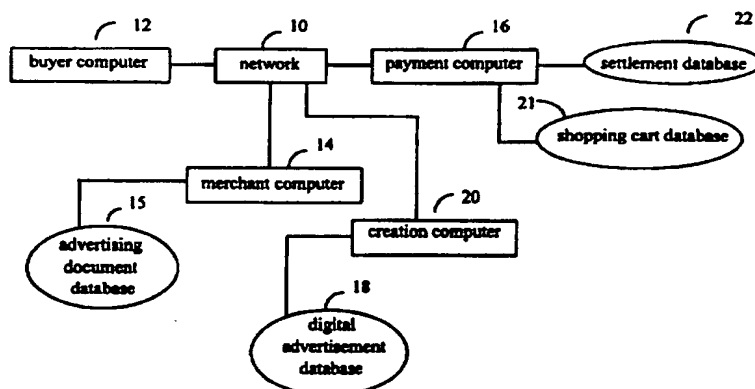 12
10
16
22
buyer computer
network
payment computer
settlement database
21
shopping cart database
14
merchant computer
15
20
advertising
document
database
creation computer
18
digital
advertisement
database